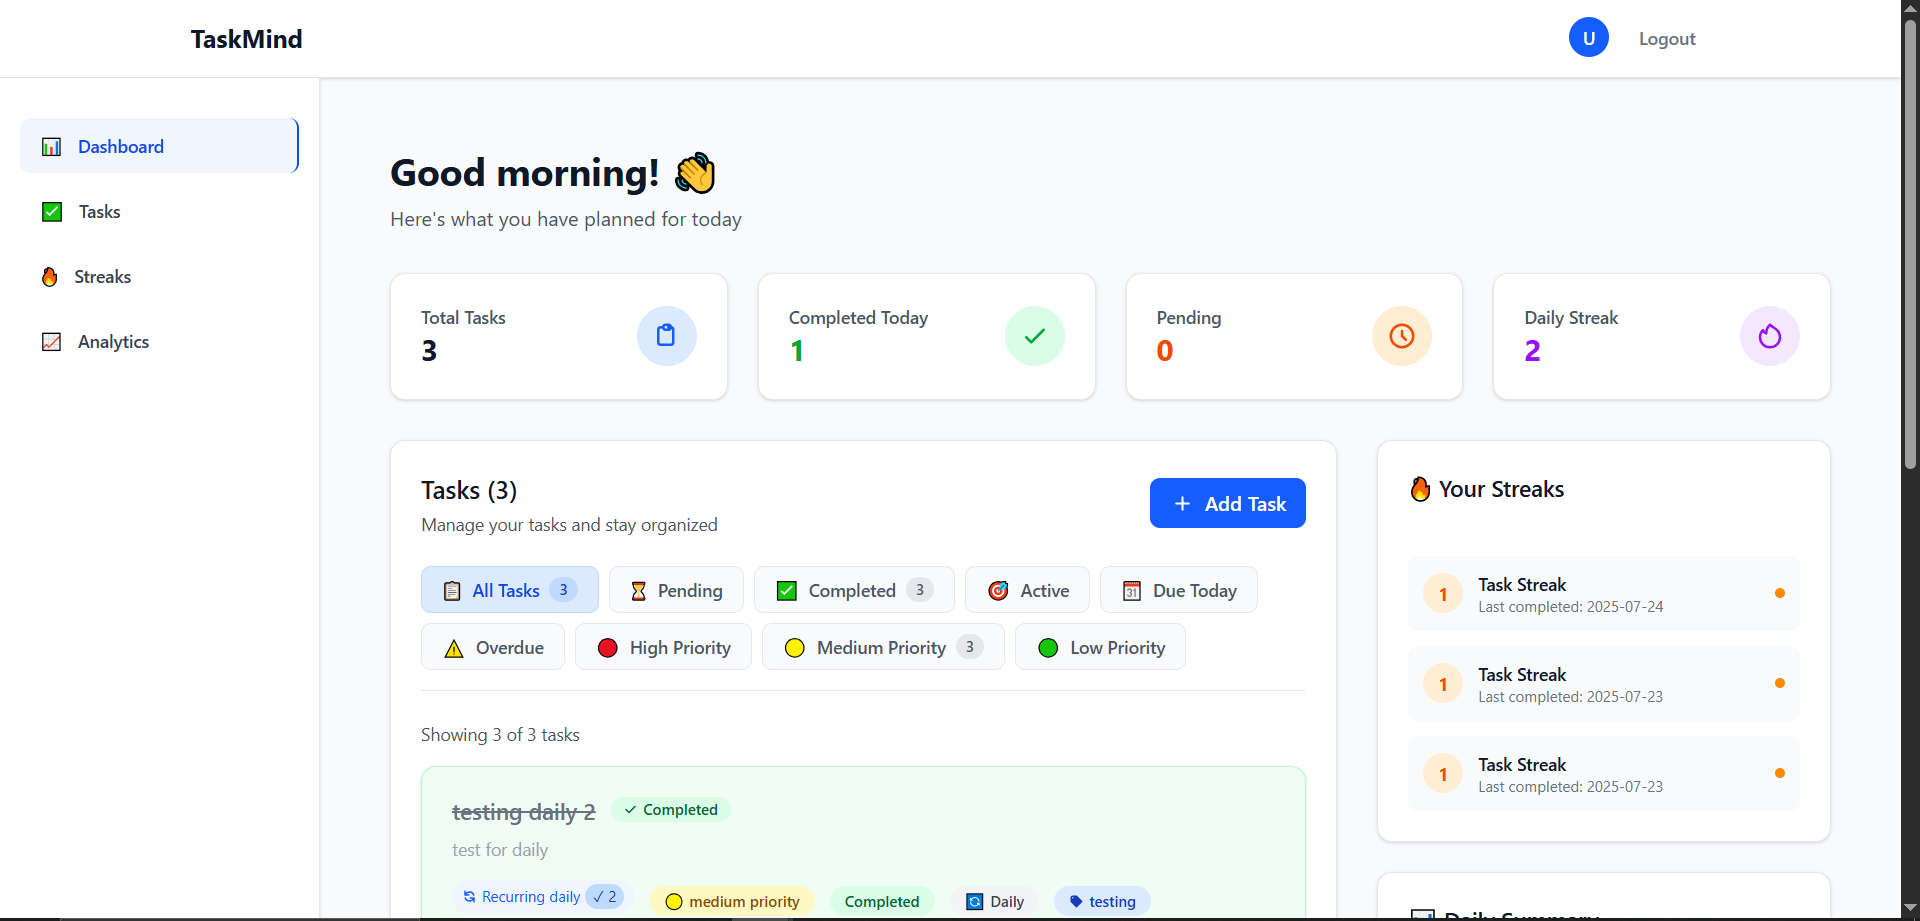 TaskMind
U
Logout
Dashboard
Tasks
Streaks
Analytics
Good morning!
Here's what you have planned for today
Total Tasks
3
Completed Today
1
Pending
0
Daily Streak
2
Tasks (3)
Manage your tasks and stay organized
+ Add Task
All Tasks 3
Pending
Completed 3
Active
Due Today
Overdue
High Priority
Medium Priority 3
Low Priority
Showing 3 of 3 tasks
testing daily 2
✓ Completed
test for daily
Recurring daily ✓ 2
medium priority
Completed
Daily
testing
Your Streaks
1
Task Streak
Last completed: 2025-07-24
1
Task Streak
Last completed: 2025-07-23
1
Task Streak
Last completed: 2025-07-23
Daily Summary